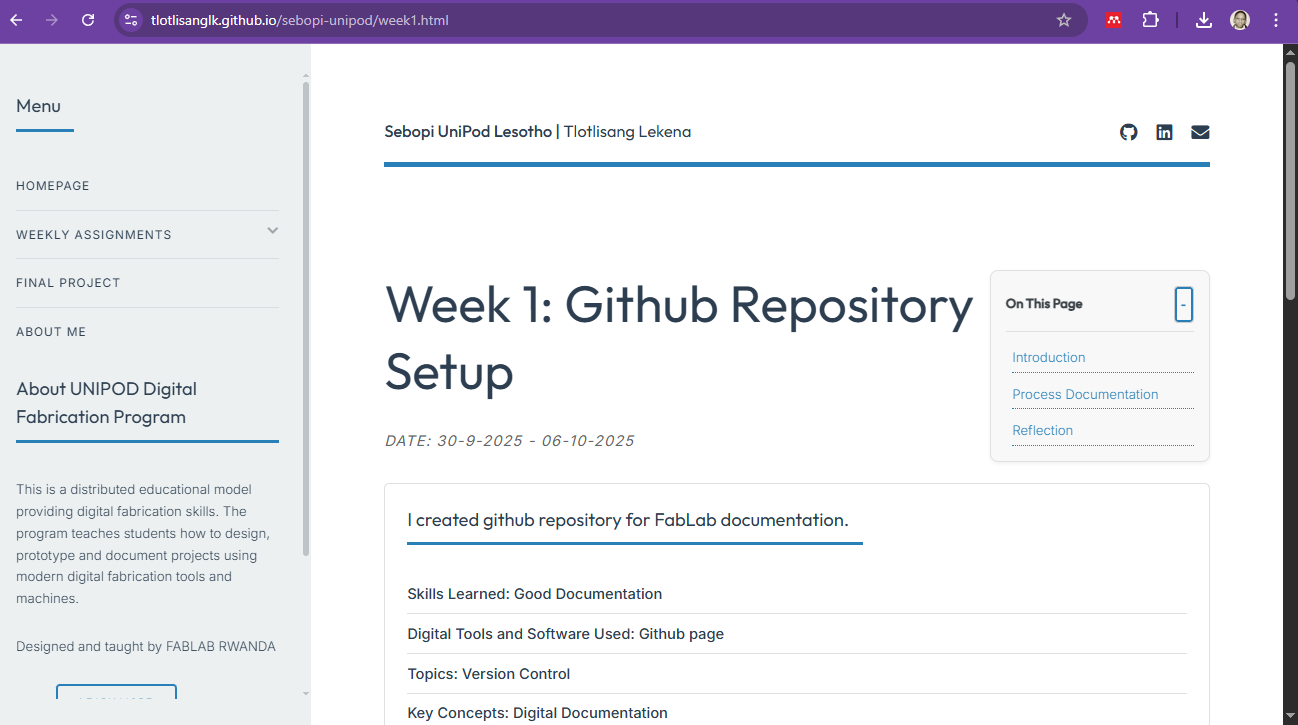 tlotlisanglk.github.io/sebopi-unipod/week1.html
Menu
HOMEPAGE
WEEKLY ASSIGNMENTS
FINAL PROJECT
ABOUT ME
About UNIPOD Digital
Fabrication Program
This is a distributed educational model
providing digital fabrication skills. The
program teaches students how to design,
prototype and document projects using
modern digital fabrication tools and
machines.
Designed and taught by FABLAB RWANDA
Sebopi UniPod Lesotho | Tlotlisang Lekena
Week 1: Github Repository
Setup
DATE: 30-9-2025 - 06-10-2025
On This Page
-
Introduction
Process Documentation
Reflection
I created github repository for FabLab documentation.
Skills Learned: Good Documentation
Digital Tools and Software Used: Github page
Topics: Version Control
Key Concepts: Digital Documentation